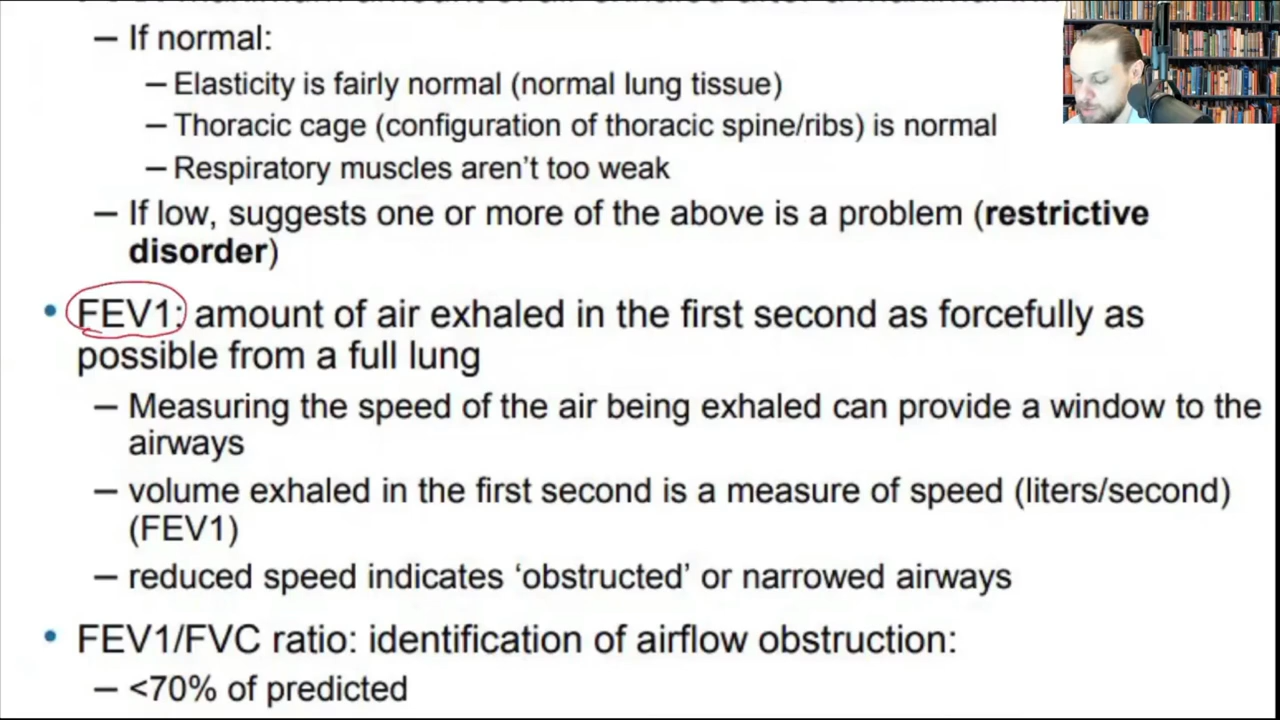 – If normal:
– Elasticity is fairly normal (normal lung tissue)
– Thoracic cage (configuration of thoracic spine/ribs) is normal
– Respiratory muscles aren’t too weak
– If low, suggests one or more of the above is a problem (restrictive
disorder)
• FEV1: amount of air exhaled in the first second as forcefully as
possible from a full lung
– Measuring the speed of the air being exhaled can provide a window to the
airways
– volume exhaled in the first second is a measure of speed (liters/second)
(FEV1)
– reduced speed indicates ‘obstructed’ or narrowed airways
• FEV1/FVC ratio: identification of airflow obstruction:
– <70% of predicted